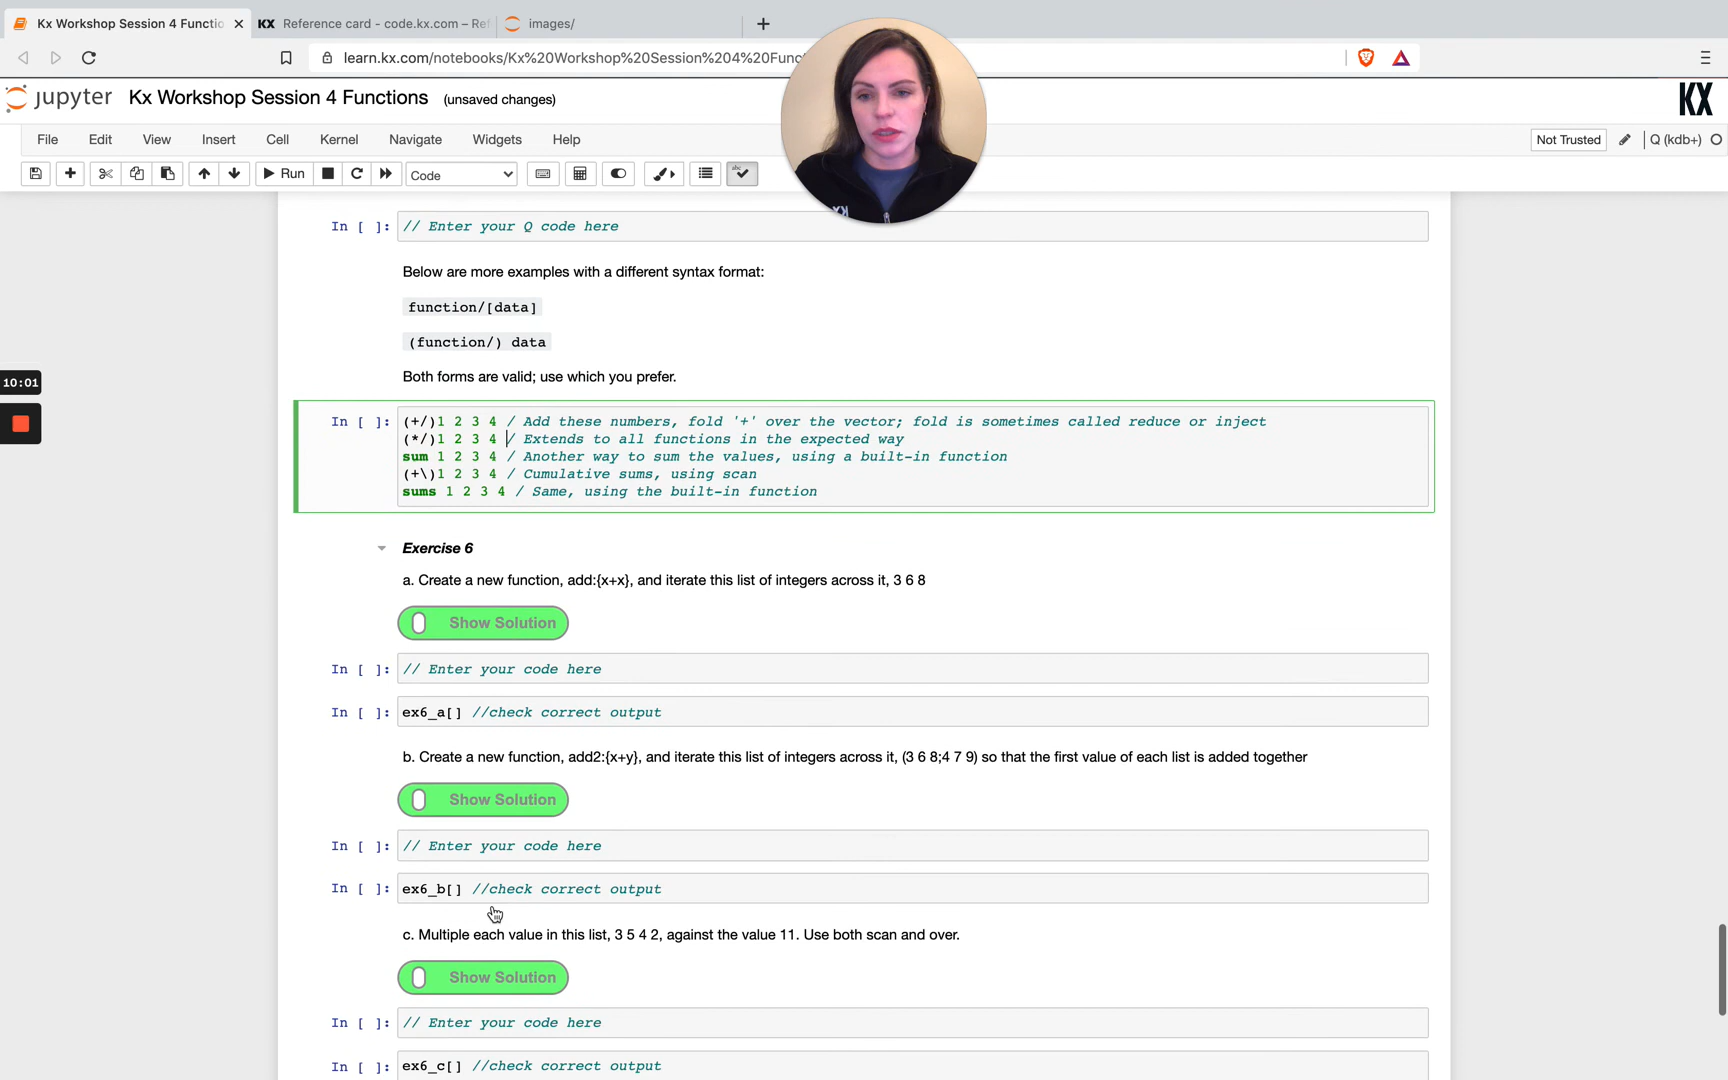 Kx Workshop Session 4 Functio
KX Reference card - code.kx.com – Ref
images/
learn.kx.com/notebooks/Kx%20Workshop%20Session%204%20Func
jupyter Kx Workshop Session 4 Functions (unsaved changes)
KX
File Edit View Insert Cell Kernel Navigate Widgets Help
Not Trusted Q (kdb+)
Run Code
In [ ]: // Enter your Q code here
Below are more examples with a different syntax format:
function/[data]
(function/) data
Both forms are valid; use which you prefer.
10:01
In [ ]: (+/)1 2 3 4 / Add these numbers, fold '+' over the vector; fold is sometimes called reduce or inject
(*/)1 2 3 4 / Extends to all functions in the expected way
sum 1 2 3 4 / Another way to sum the values, using a built-in function
(+\)1 2 3 4 / Cumulative sums, using scan
sums 1 2 3 4 / Same, using the built-in function
Exercise 6
a. Create a new function, add:{x+x}, and iterate this list of integers across it, 3 6 8
Show Solution
In [ ]: // Enter your code here
In [ ]: ex6_a[] //check correct output
b. Create a new function, add2:{x+y}, and iterate this list of integers across it, (3 6 8;4 7 9) so that the first value of each list is added together
Show Solution
In [ ]: // Enter your code here
In [ ]: ex6_b[] //check correct output
c. Multiple each value in this list, 3 5 4 2, against the value 11. Use both scan and over.
Show Solution
In [ ]: // Enter your code here
In [ ]: ex6_c[] //check correct output